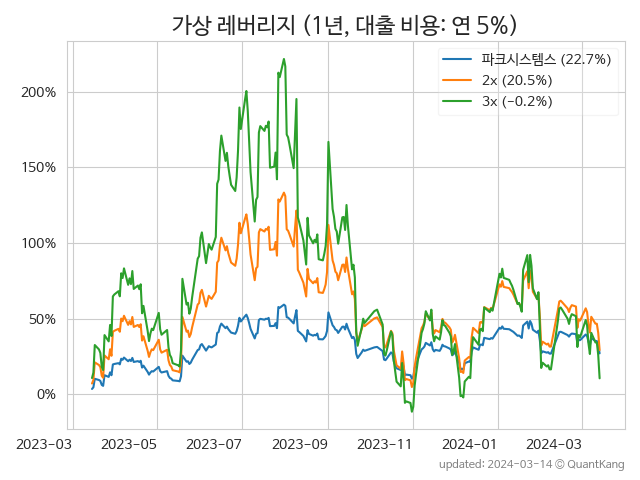 가상 레버리지 (1년, 대출 비용: 연 5%)
파크시스템스 (22.7%)
2x (20.5%)
3x (−0.2%)
200%
150%
100%
50%
0%
2023-03 2023-05 2023-07 2023-09 2023-11 2024-01 2024-03
updated: 2024-03-14 © QuantKang